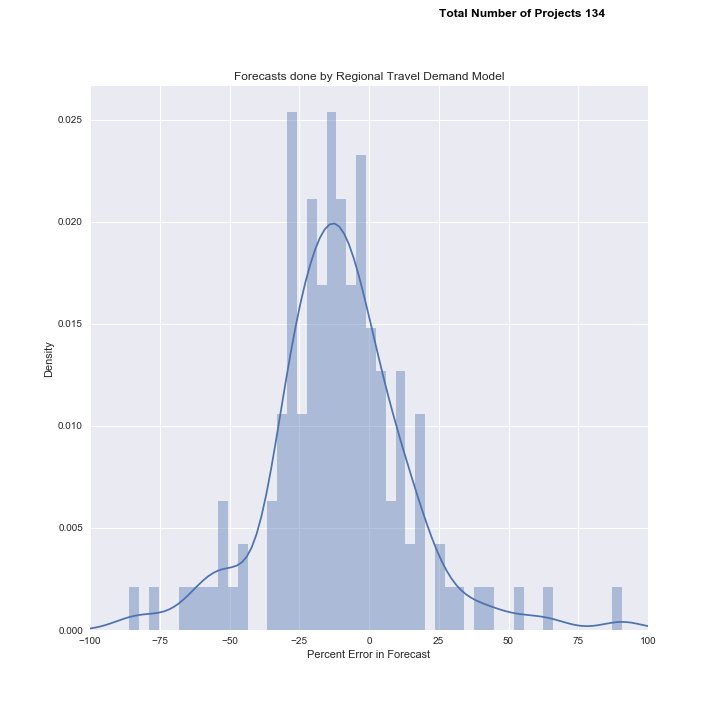 Total Number of Projects 134
Forecasts done by Regional Travel Demand Model
0.025
0.020
0.015
0.010
0.005
0.000
Density
−100 −75 −50 −25 0 25 50 75 100
Percent Error in Forecast